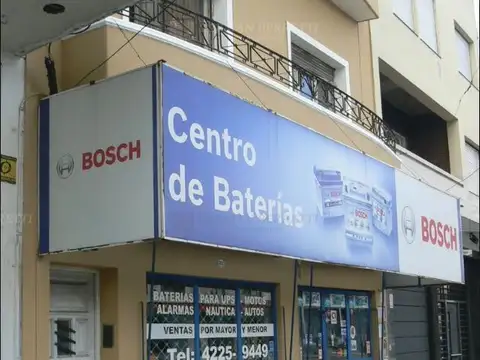 BOSCH
BOSCH
Centro
de Baterías
BOSCH
BATERIAS PARA UPS MOTOS
ALARMAS NAUTICA AUTOS
VENTAS POR MAYOR Y MENOR
Tel: 4225-9449